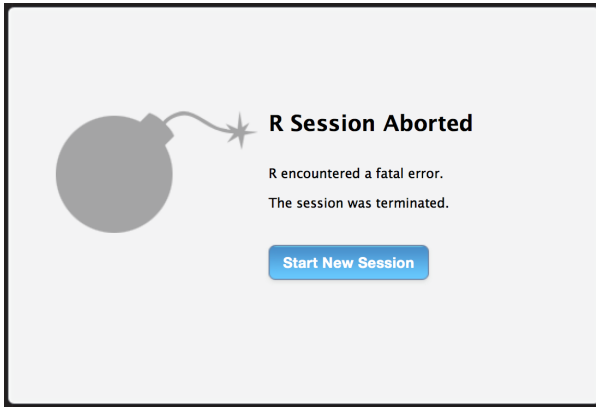 R Session Aborted
R encountered a fatal error.
The session was terminated.
Start New Session